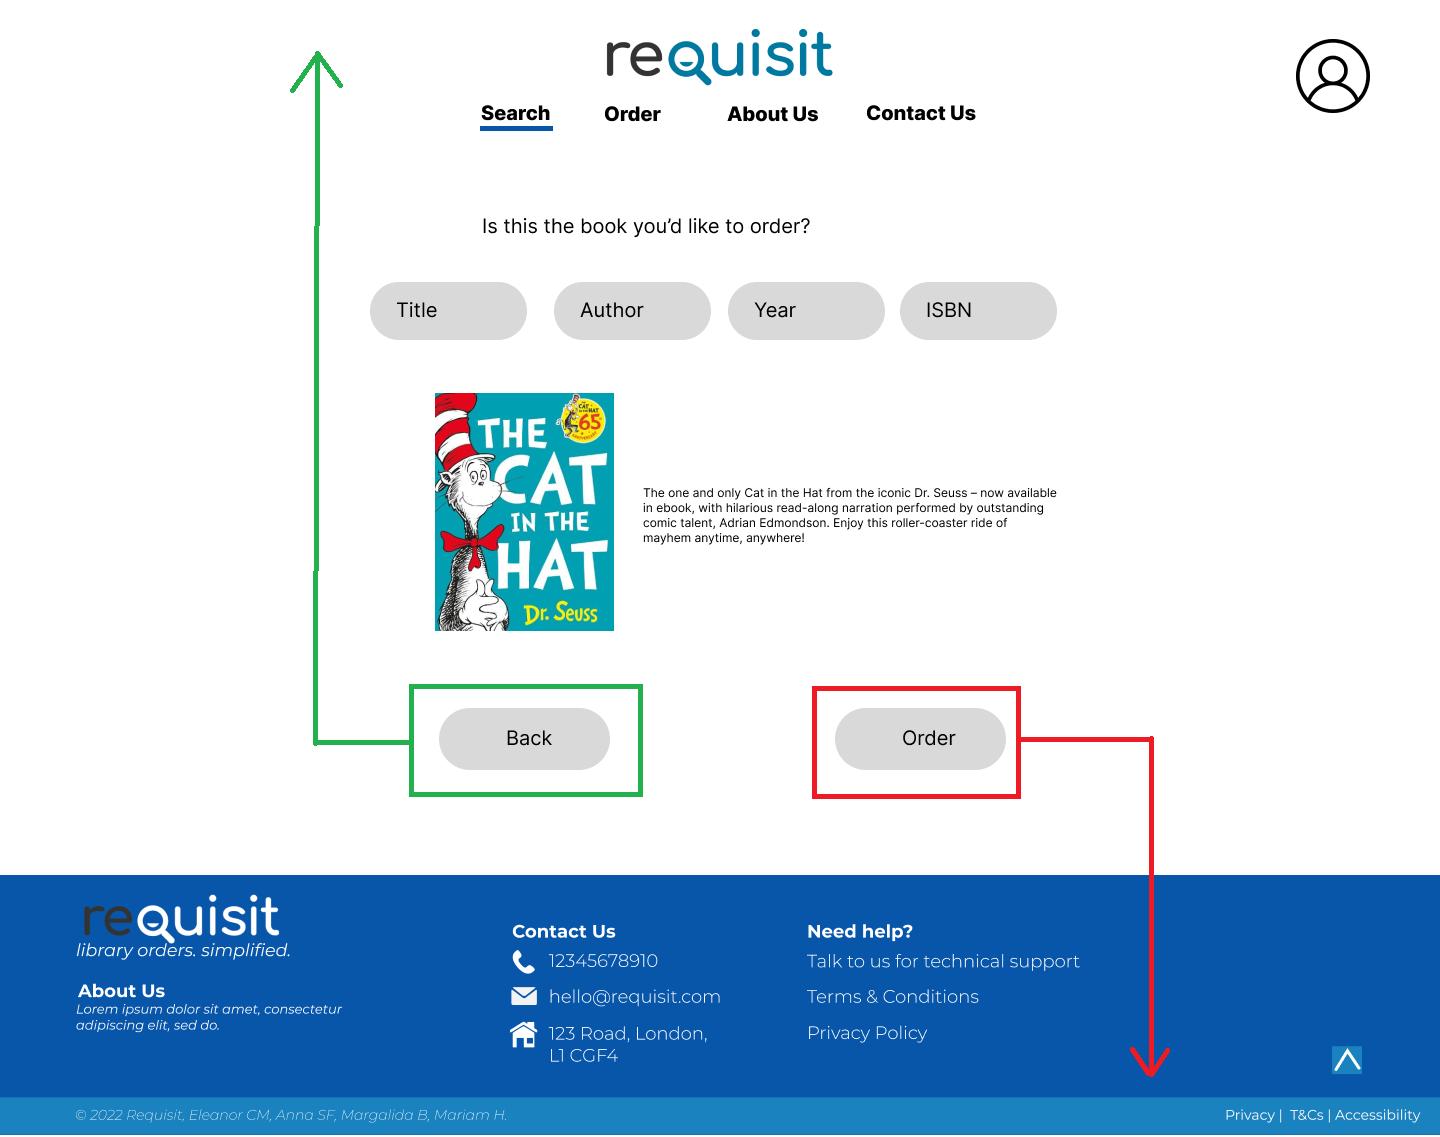 requisit
Search Order About Us Contact Us
Is this the book you’d like to order?
Title Author Year ISBN
THE
CAT
IN THE
HAT
THE
CAT
IN THE HAT
65
ANNIVERSARY
Dr. Seuss
The one and only Cat in the Hat from the iconic Dr. Seuss – now available
in ebook, with hilarious read-along narration performed by outstanding
comic talent, Adrian Edmondson. Enjoy this roller-coaster ride of
mayhem anytime, anywhere!
Back Order
requisit
library orders. simplified.
About Us
Lorem ipsum dolor sit amet, consectetur
adipiscing elit, sed do.
Contact Us
12345678910
hello@requisit.com
123 Road, London,
L1 CGF4
Need help?
Talk to us for technical support
Terms & Conditions
Privacy Policy
© 2022 Requisit, Eleanor CM, Anna SF, Margalida B, Mariam H.
Privacy | T&Cs | Accessibility